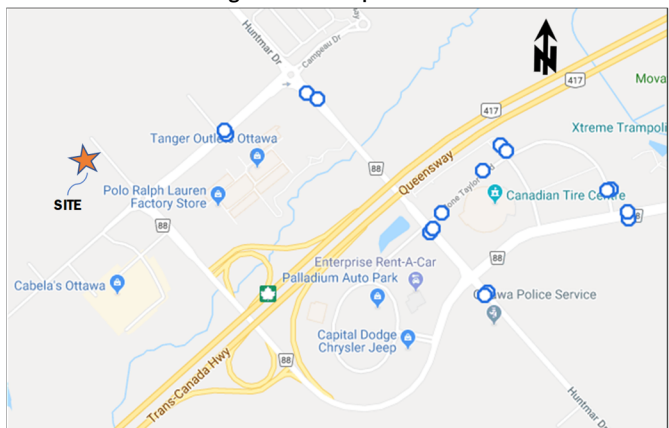 Huntmar Dr
Campeau Dr
N
417
417
Mova
Xtreme Trampoli
Tanger Outlets Ottawa
88
Queensway
SITE
Polo Ralph Lauren
Factory Store
Canadian Tire Centre
88
88
Enterprise Rent-A-Car
Palladium Auto Park
88
Cabela's Ottawa
Ottawa Police Service
Capital Dodge
Chrysler Jeep
88
Trans-Canada Hwy
Huntmar Dr